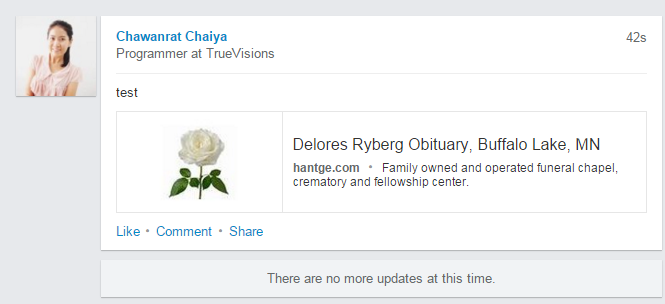 Chawanrat Chaiya 42s
Programmer at TrueVisions
test
Delores Ryberg Obituary, Buffalo Lake, MN
hantge.com • Family owned and operated funeral chapel,
crematory and fellowship center.
Like • Comment • Share
There are no more updates at this time.